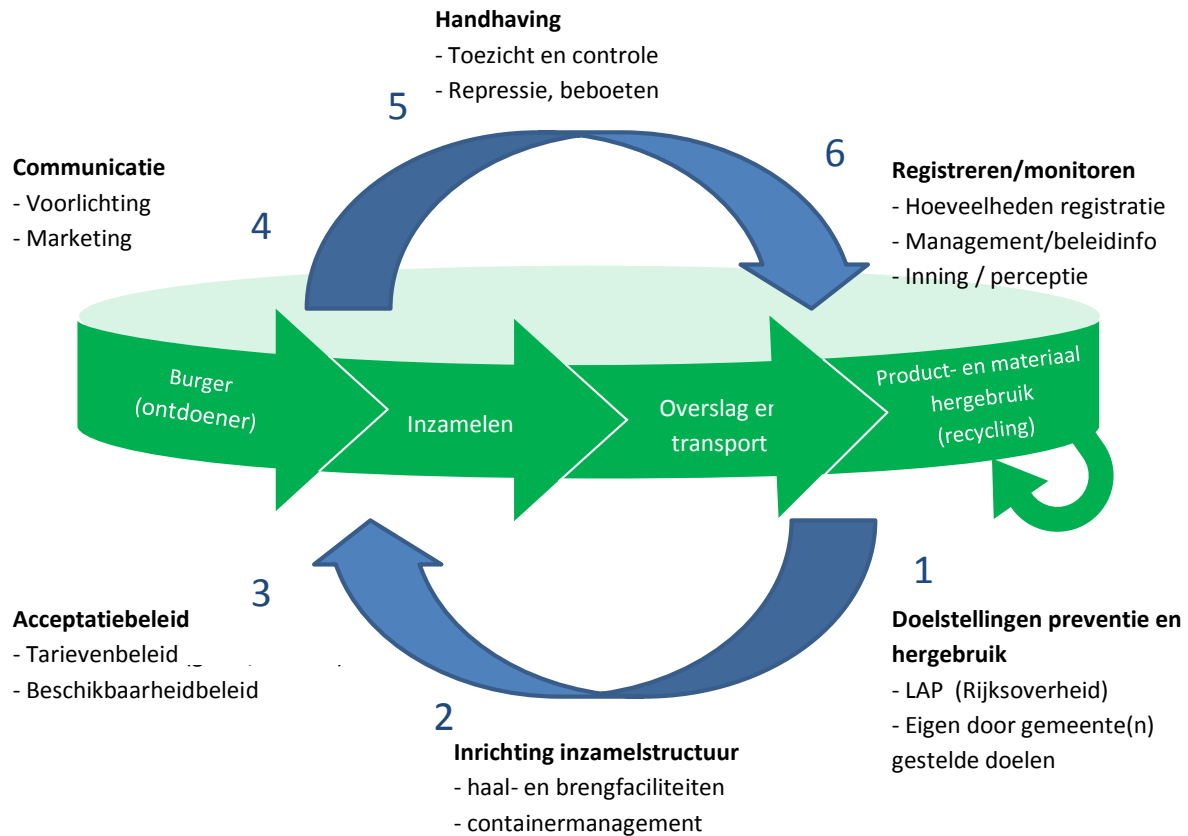 Handhaving
- Toezicht en controle
- Repressie, beboeten
5
6
Communicatie
- Voorlichting
- Marketing
4
Registreren/monitoren
- Hoeveelheden registratie
- Management/beleidinfo
- Inning / perceptie
Burger
(ontdoener)
Inzamelen
Overslag en
transport
Product- en materiaal
hergebruik
(recycling)
3
Acceptatiebeleid
- Tarievenbeleid
- Beschikbaarheidbeleid
2
Inrichting inzamelstructuur
- haal- en brengfaciliteiten
- containermanagement
1
Doelstellingen preventie en
hergebruik
- LAP (Rijksoverheid)
- Eigen door gemeente(n)
gestelde doelen